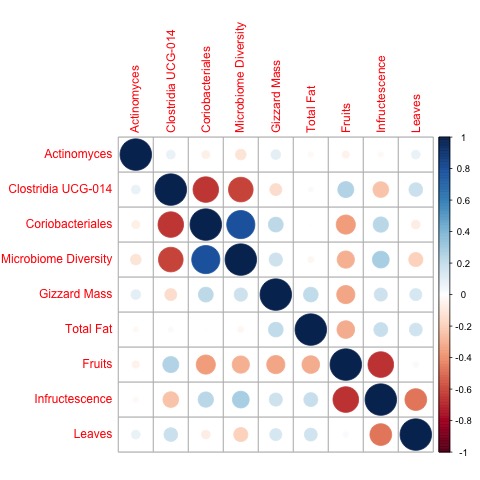 Actinomyces
Clostridia UCG-014
Coriobacteriales
Microbiome Diversity
Gizzard Mass
Total Fat
Fruits
Infructescence
Leaves
Actinomyces
Clostridia UCG-014
Coriobacteriales
Microbiome Diversity
Gizzard Mass
Total Fat
Fruits
Infructescence
Leaves
1
0.8
0.6
0.4
0.2
0
-0.2
-0.4
-0.6
-0.8
-1